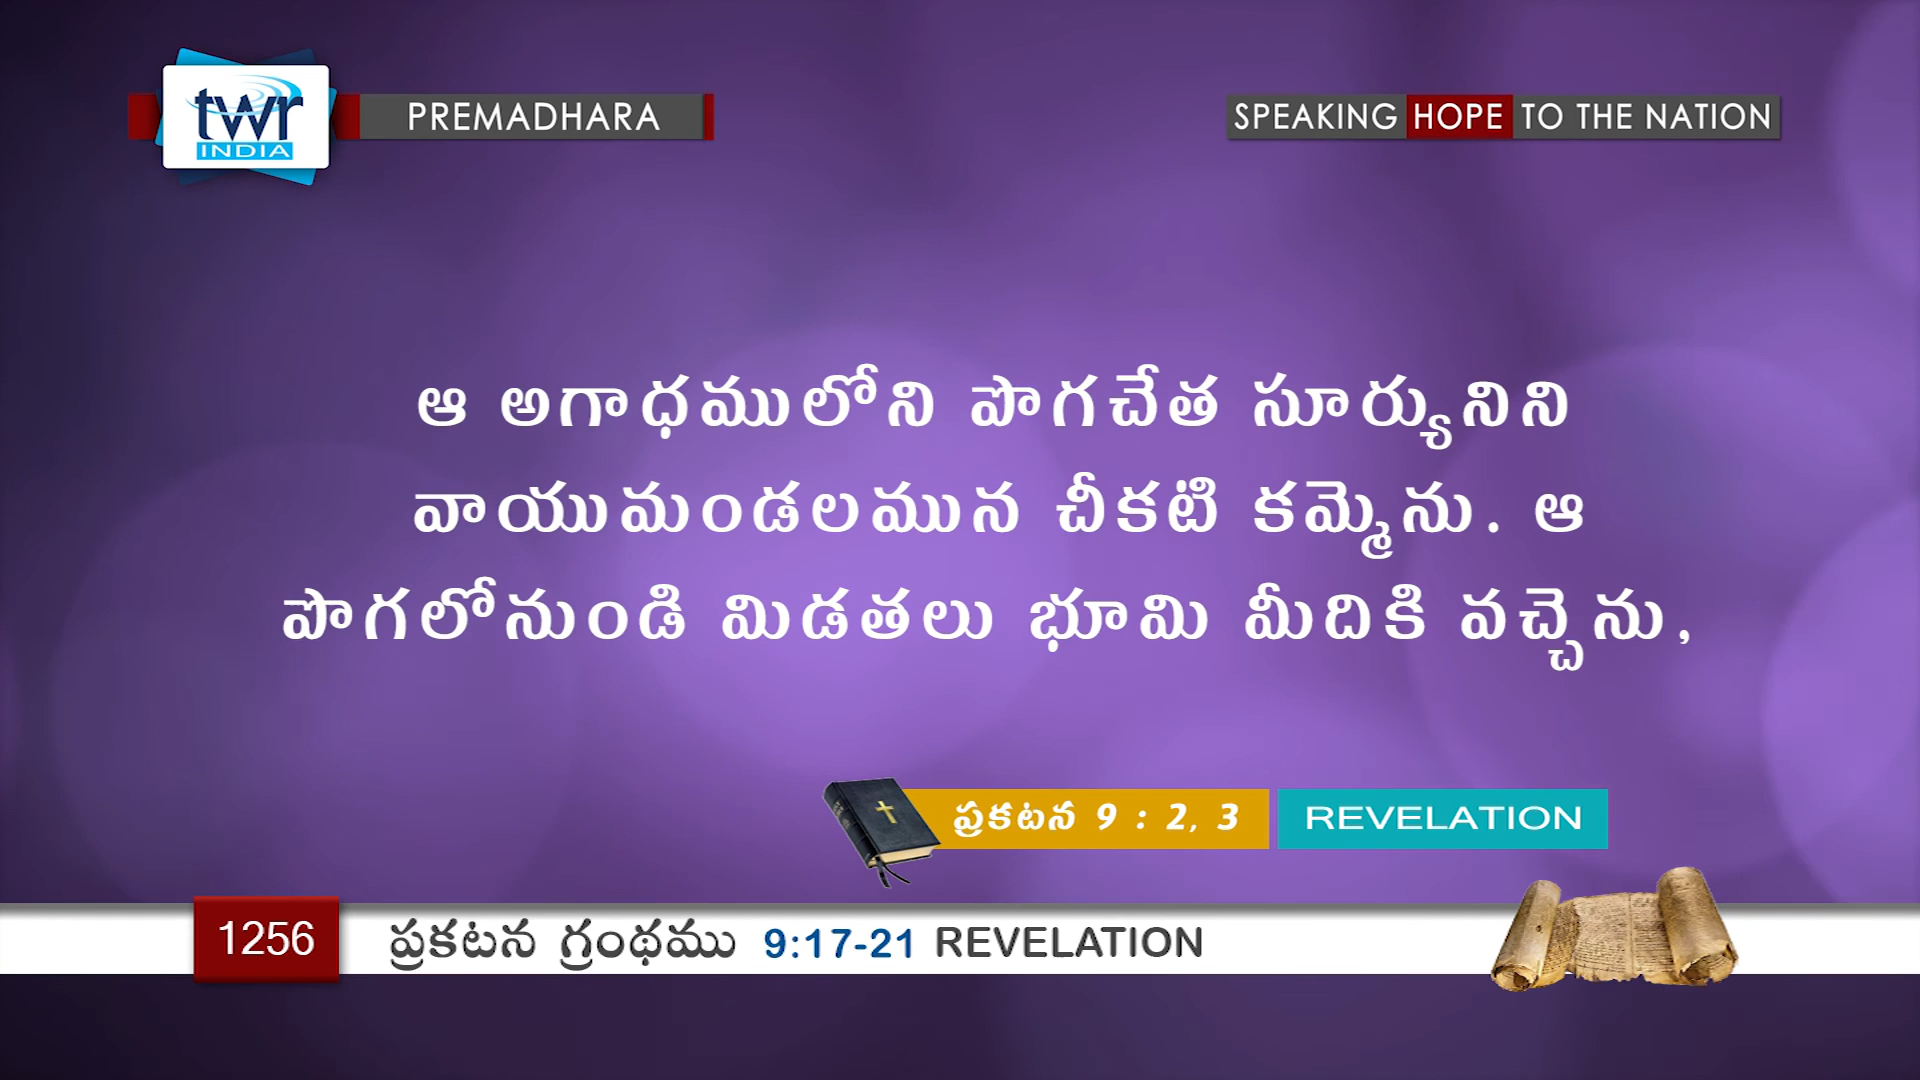 twr
INDIA
PREMADHARA
SPEAKING HOPE TO THE NATION
ఆ అగాధములోని పొగచేత సూర్యునిని
వాయుమండలమున చీకటి కమ్మెను. ఆ
పొగలోనుండి మిడతలు భూమి మీదికి వచ్చెను,
ప్రకటన 9 : 2, 3
REVELATION
1256
ప్రకటన గ్రంథము 9:17-21 REVELATION